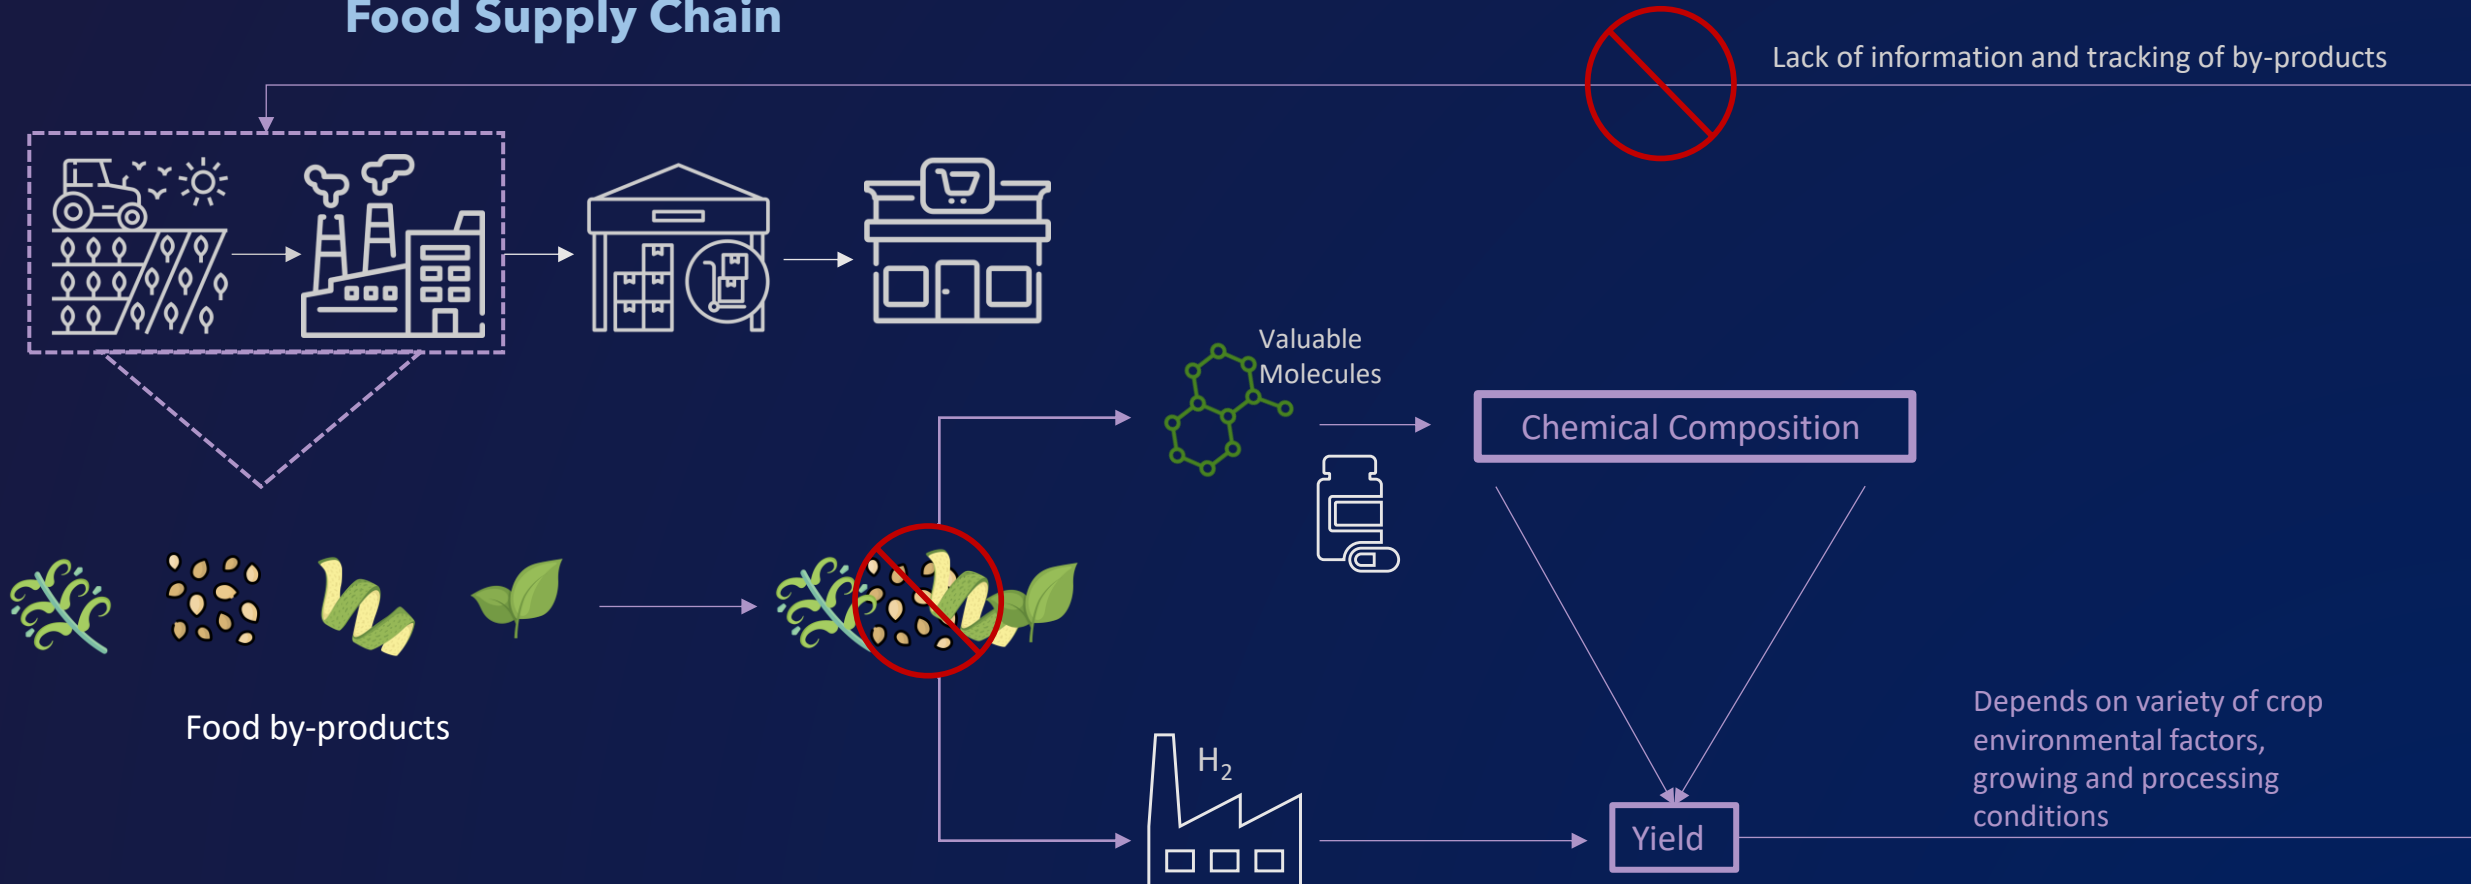 Food Supply Chain
Lack of information and tracking of by-products
Valuable
Molecules
Chemical Composition
Food by-products
H₂
Depends on variety of crop
environmental factors,
growing and processing
conditions
Yield